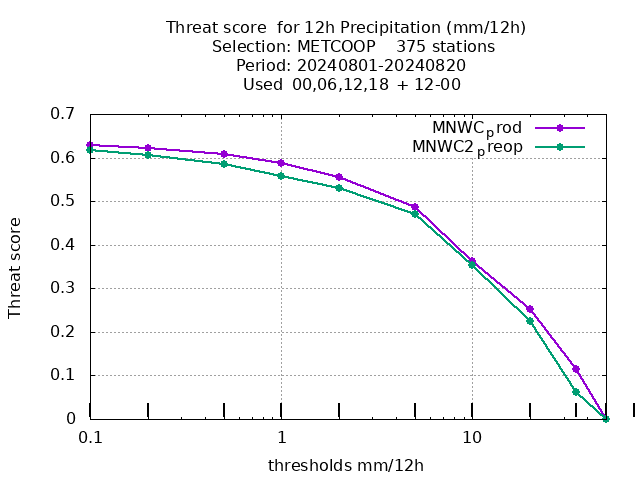 Threat score  for 12h Precipitation (mm/12h)
Selection: METCOOP    375 stations
Period: 20240801-20240820
Used  00,06,12,18  + 12-00
MNWCprod
MNWC2preop
0.7
0.6
0.5
0.4
0.3
0.2
0.1
0
Threat score
0.1 1 10
thresholds mm/12h